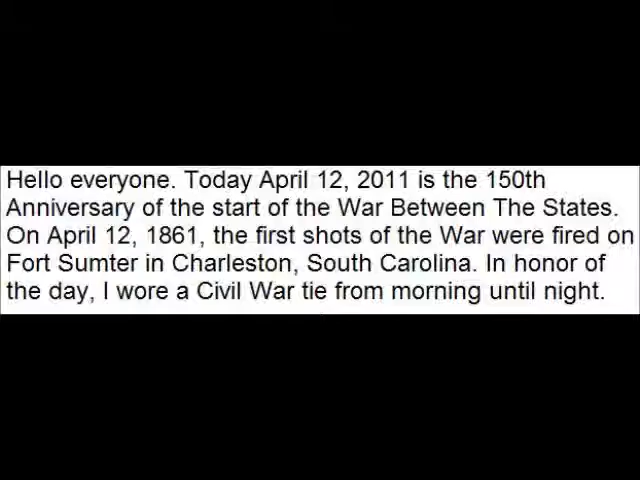 Hello everyone. Today April 12, 2011 is the 150th
Anniversary of the start of the War Between The States.
On April 12, 1861, the first shots of the War were fired on
Fort Sumter in Charleston, South Carolina. In honor of
the day, I wore a Civil War tie from morning until night.